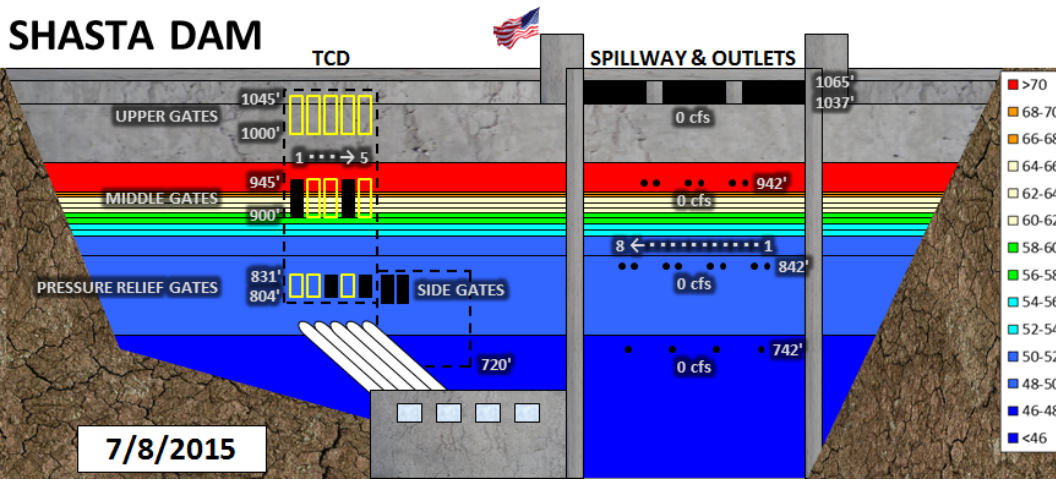 SHASTA DAM
TCD
SPILLWAY & OUTLETS
1045'
UPPER GATES
1000'
1 → 5
945'
MIDDLE GATES
900'
831'
PRESSURE RELIEF GATES
804'
SIDE GATES
720'
1065'
1037'
0 cfs
942'
0 cfs
8 ← 1
842'
0 cfs
742'
0 cfs
>70
68-70
66-68
64-66
62-64
60-62
58-60
56-58
54-56
52-54
50-52
48-50
46-48
<46
7/8/2015